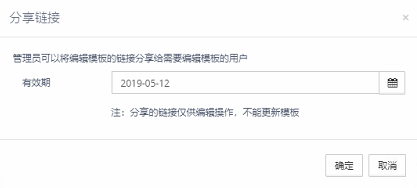 分享链接
×
管理员可以将编辑模板的链接分享给需要编辑模板的用户
有效期 2019-05-12
注：分享的链接仅供编辑操作，不能更新模板
确定 取消